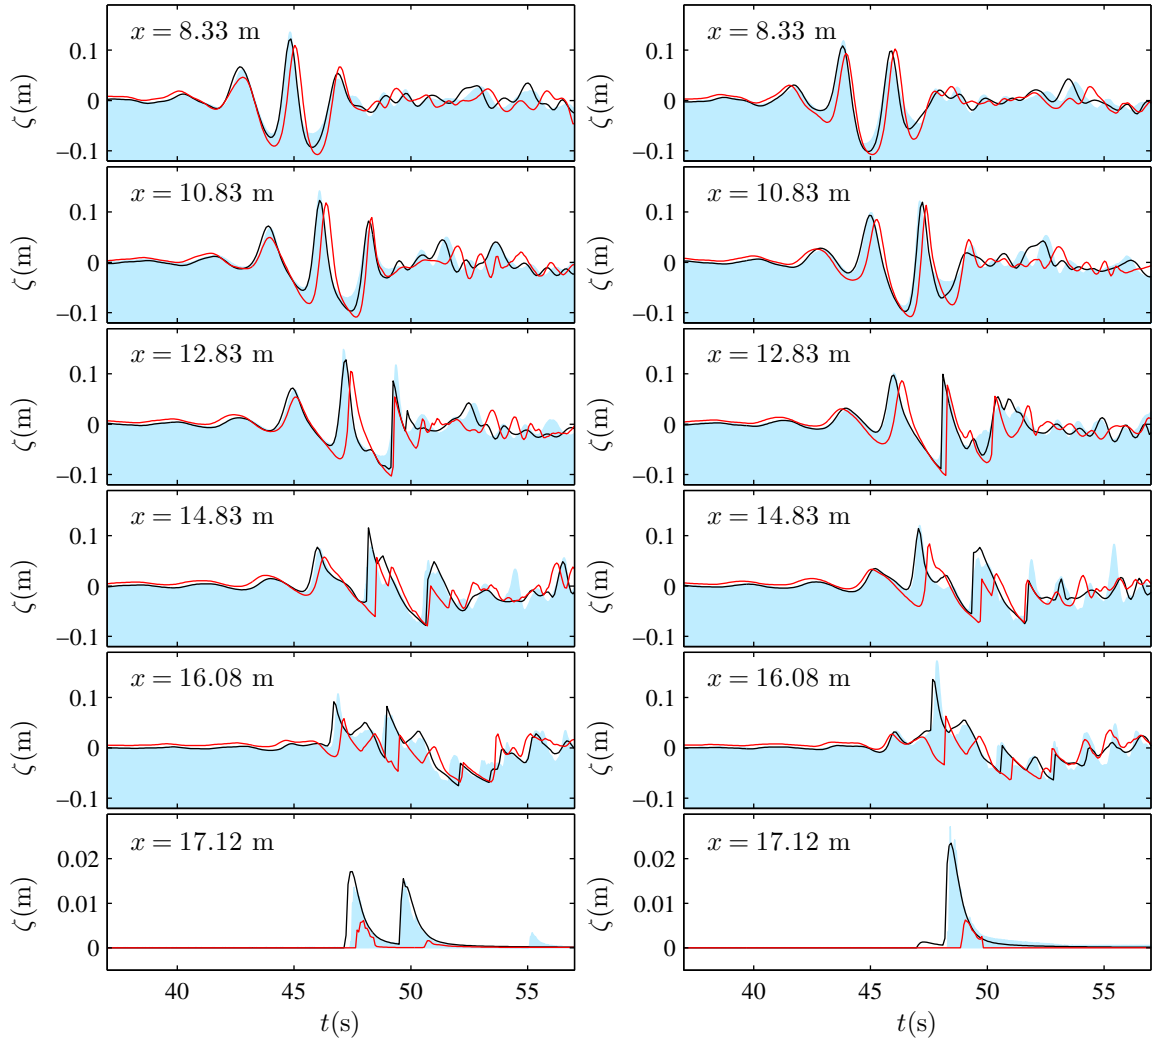 x = 8.33 m
0.1
0
−0.1
ζ(m)
x = 10.83 m
0.1
0
−0.1
ζ(m)
x = 12.83 m
0.1
0
−0.1
ζ(m)
x = 14.83 m
0.1
0
−0.1
ζ(m)
x = 16.08 m
0.1
0
−0.1
ζ(m)
x = 17.12 m
0.02
0.01
0
ζ(m)
40 45 50 55
t(s)
x = 8.33 m
0.1
0
−0.1
ζ(m)
x = 10.83 m
0.1
0
−0.1
ζ(m)
x = 12.83 m
0.1
0
−0.1
ζ(m)
x = 14.83 m
0.1
0
−0.1
ζ(m)
x = 16.08 m
0.1
0
−0.1
ζ(m)
x = 17.12 m
0.02
0.01
0
ζ(m)
40 45 50 55
t(s)